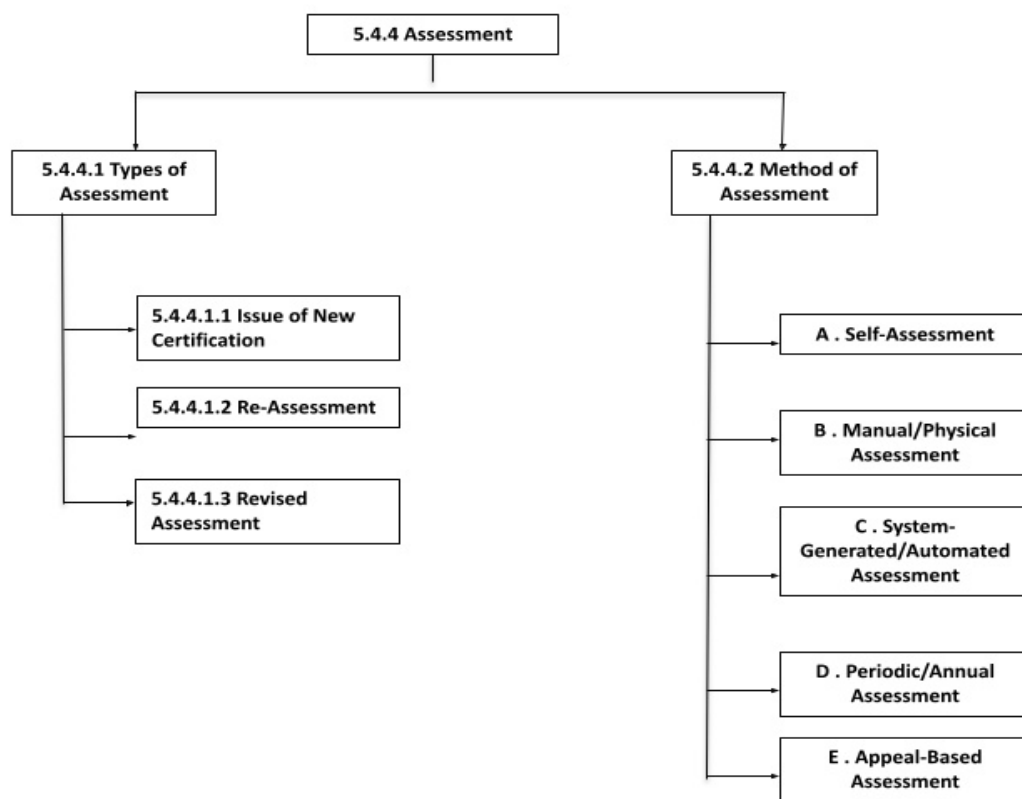 5.4.4 Assessment
5.4.4.1 Types of
Assessment
5.4.4.2 Method of
Assessment
5.4.4.1.1 Issue of New
Certification
5.4.4.1.2 Re-Assessment
5.4.4.1.3 Revised
Assessment
A . Self-Assessment
B . Manual/Physical
Assessment
C . System-
Generated/Automated
Assessment
D . Periodic/Annual
Assessment
E . Appeal-Based
Assessment